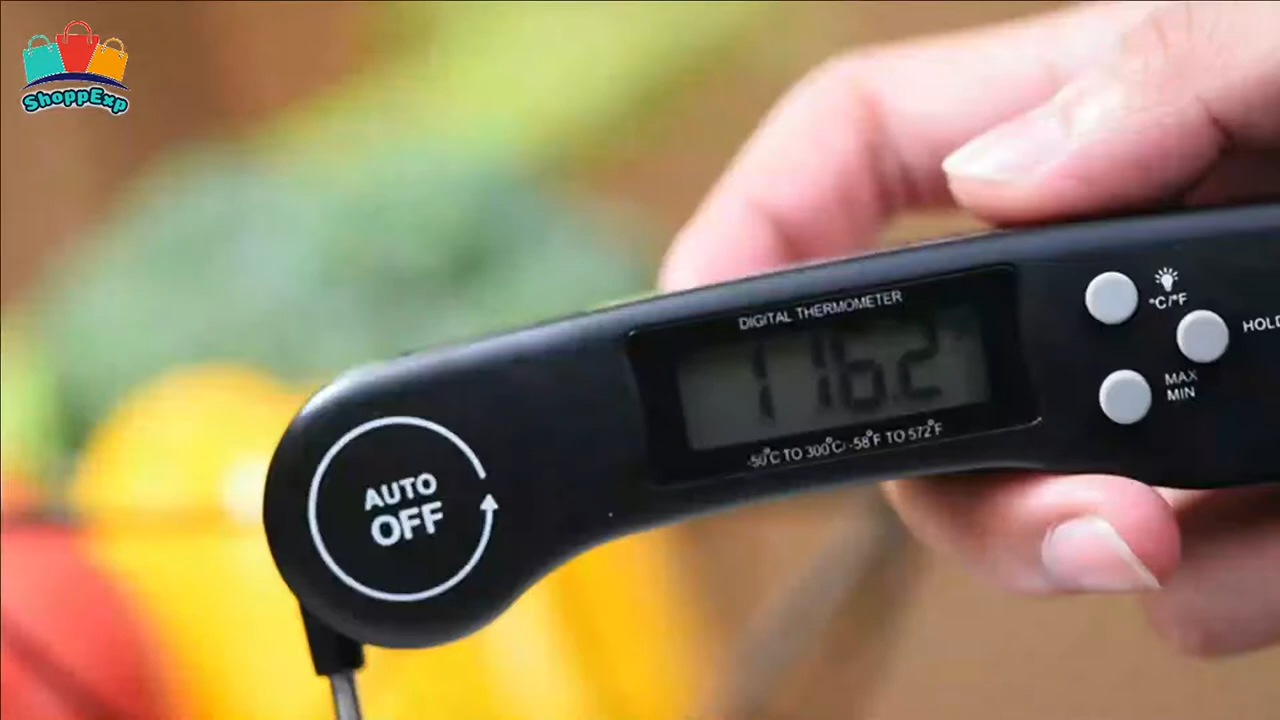 ShoppExp
DIGITAL THERMOMETER
116.2
-50°C TO 300°C/-58°F TO 572°F
AUTO
OFF
°C/°F
HOLD
MAX
MIN